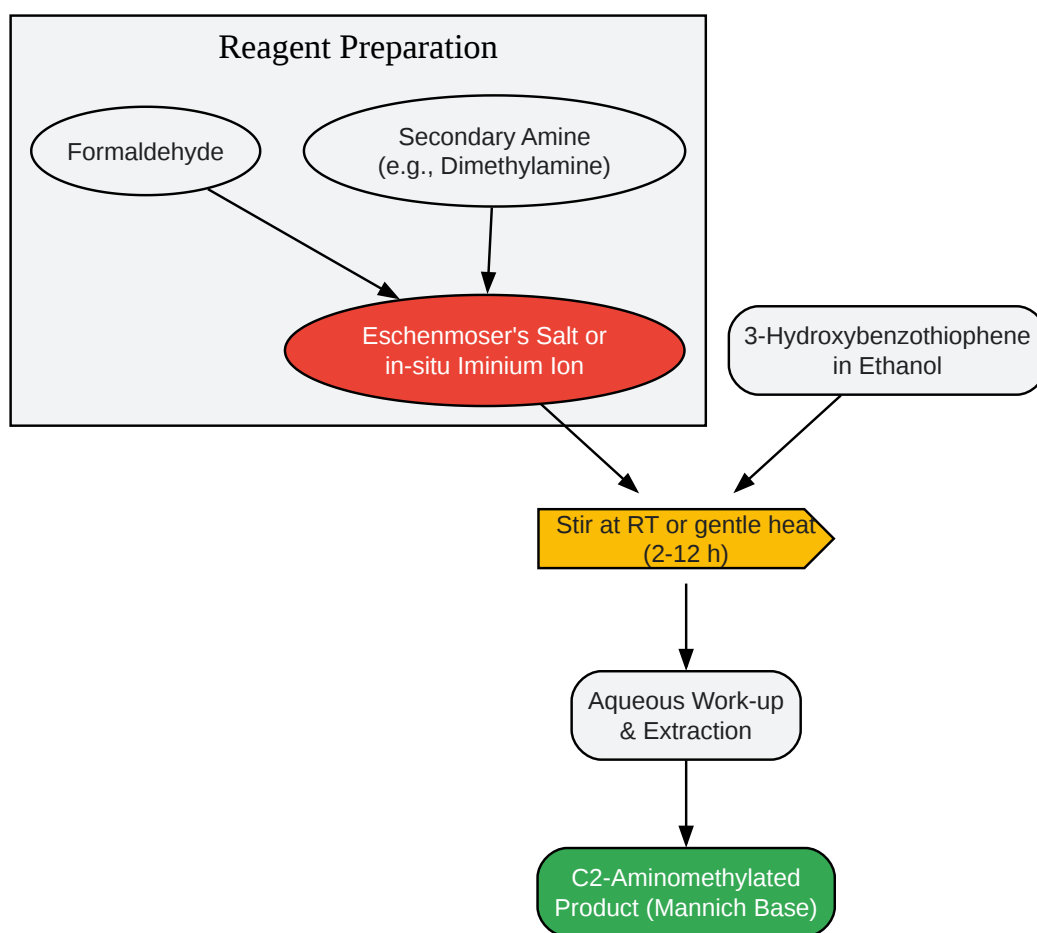 Reagent Preparation
Formaldehyde
Secondary Amine
(e.g., Dimethylamine)
Eschenmoser's Salt or
in-situ Iminium Ion
3-Hydroxybenzothiophene
in Ethanol
Stir at RT or gentle heat
(2-12 h)
Aqueous Work-up
& Extraction
C2-Aminomethylated
Product (Mannich Base)